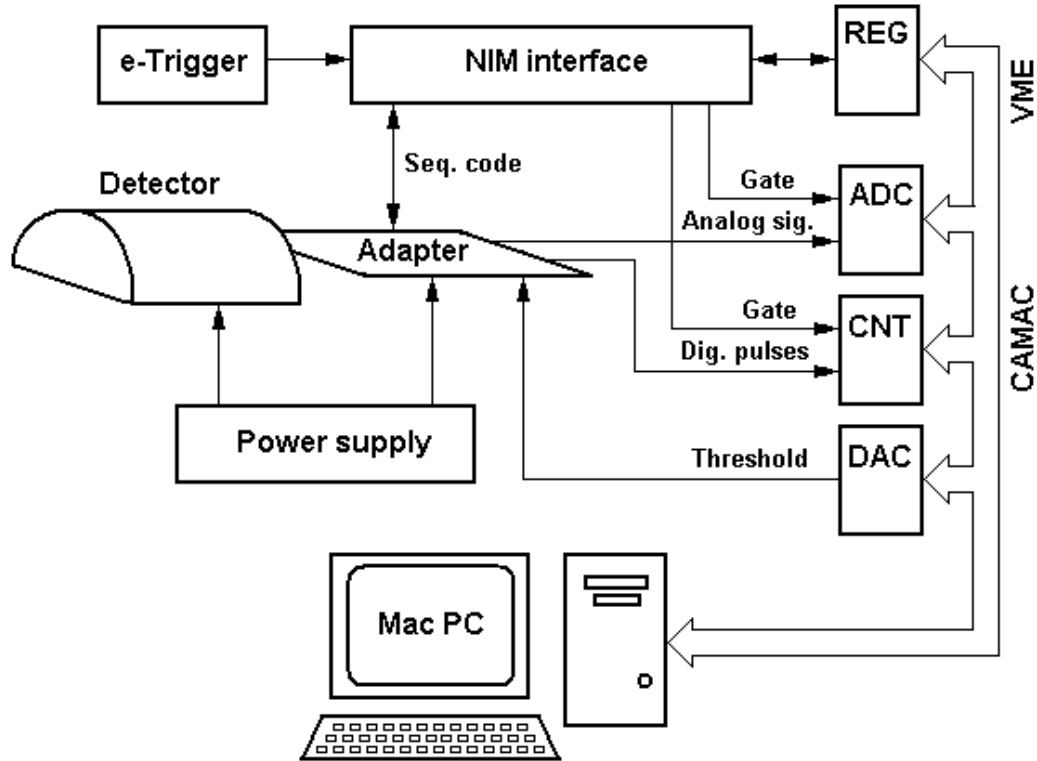 e-Trigger
NIM interface
REG
VME
Seq. code
Detector
Gate
ADC
Adapter
Analog sig.
CAMAC
Gate
CNT
Dig. pulses
Power supply
Threshold
DAC
Mac PC